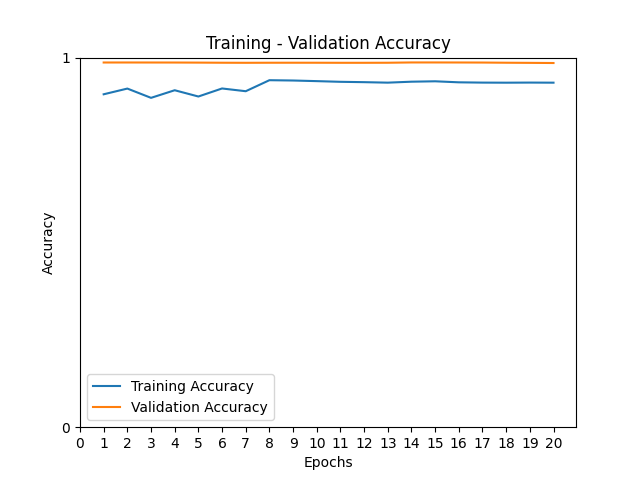 Training - Validation Accuracy
1
Accuracy
Training Accuracy
Validation Accuracy
0
0 1 2 3 4 5 6 7 8 9 10 11 12 13 14 15 16 17 18 19 20
Epochs